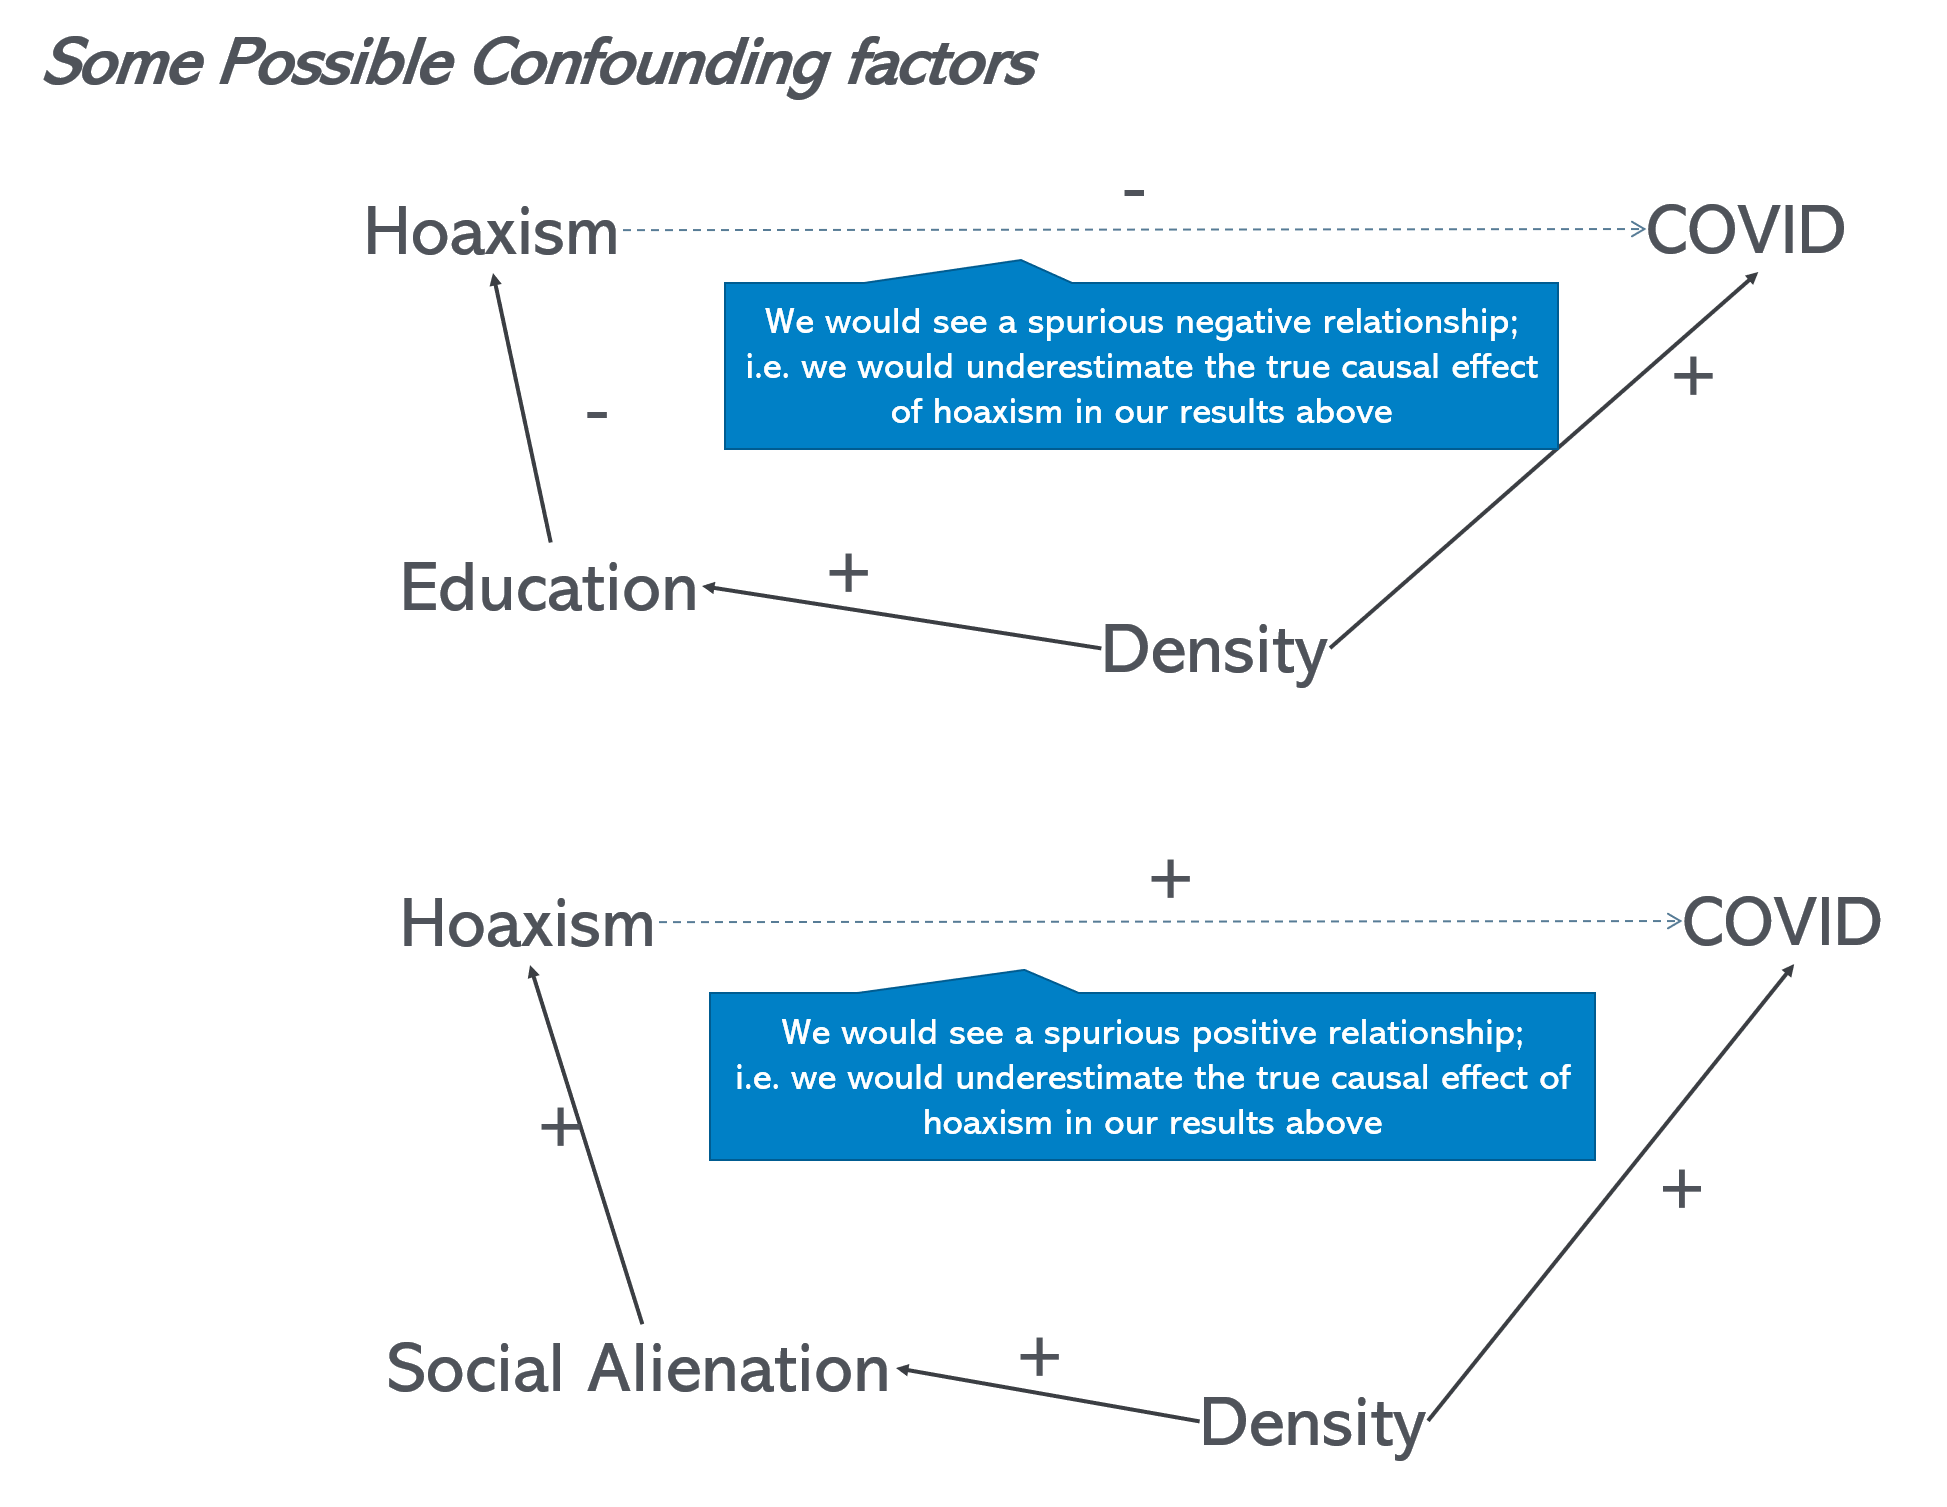 Some Possible Confounding factors
-
Hoaxism
COVID
We would see a spurious negative relationship;
i.e. we would underestimate the true causal effect
of hoaxism in our results above
+
-
+
Education
Density
+
Hoaxism
COVID
We would see a spurious positive relationship;
i.e. we would underestimate the true causal effect of
hoaxism in our results above
+
+
+
Social Alienation
Density